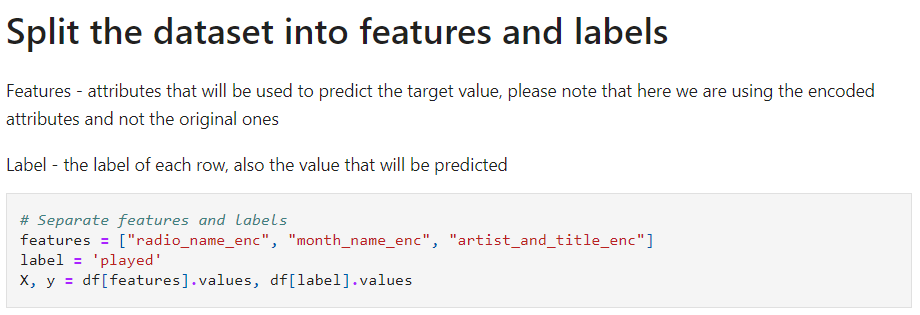 Split the dataset into features and labels
Features - attributes that will be used to predict the target value, please note that here we are using the encoded
attributes and not the original ones
Label - the label of each row, also the value that will be predicted
# Separate features and labels
features = ["radio_name_enc", "month_name_enc", "artist_and_title_enc"]
label = 'played'
X, y = df[features].values, df[label].values